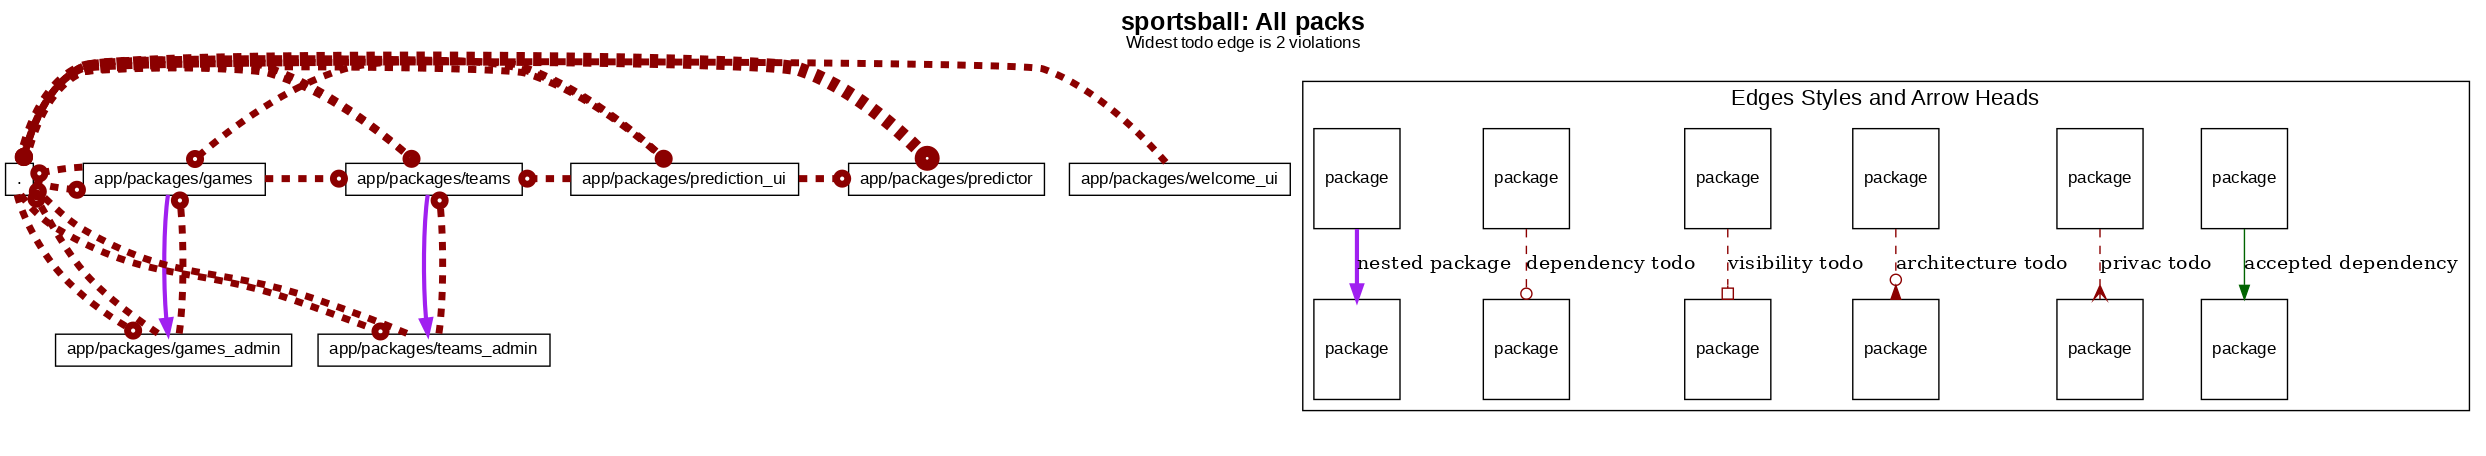 sportsball: All packs
Widest todo edge is 2 violations
Edges Styles and Arrow Heads
.
app/packages/games
app/packages/teams
app/packages/prediction_ui
app/packages/predictor
app/packages/welcome_ui
package
package
package
package
package
package
nested package
dependency todo
visibility todo
architecture todo
privac todo
accepted dependency
app/packages/games_admin
app/packages/teams_admin
package
package
package
package
package
package